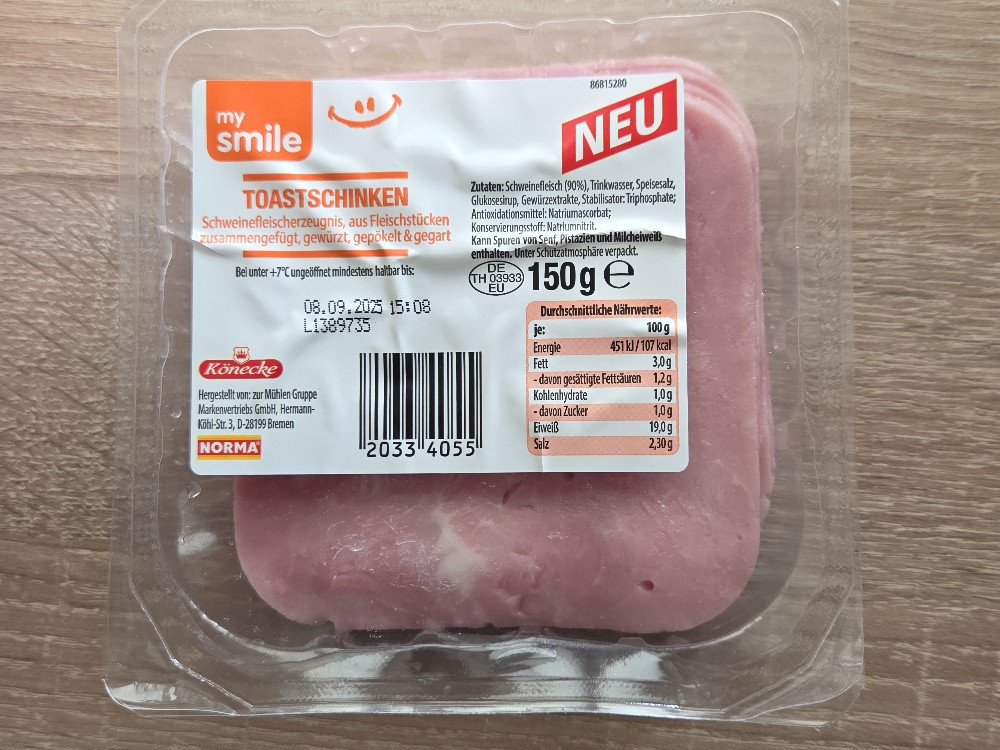 my
smile
86815280
NEU
TOASTSCHINKEN
Schweinefleischerzeugnis, aus Fleischstücken
zusammengefügt, gewürzt, gepökelt & gegart
Bei unter +7°C ungeöffnet mindestens haltbar bis:
08.09.2025 15:08
L1389735
Zutaten: Schweinefleisch (90%), Trinkwasser, Speisesalz,
Glukosesirup, Gewürzextrakte, Stabilisator: Triphosphate;
Antioxidationsmittel: Natriumascorbat;
Konservierungsstoff: Natriumnitrit.
Kann Spuren von Senf, Pistazien und Milcheiweiß
enthalten. Unter Schutzatmosphäre verpackt.
DE
TH 03933
EU
150 g ℮
Durchschnittliche Nährwerte:
je: 100 g
Energie 451 kJ / 107 kcal
Fett 3,0 g
- davon gesättigte Fettsäuren 1,2 g
Kohlenhydrate 1,0 g
- davon Zucker 1,0 g
Eiweiß 19,0 g
Salz 2,30 g
Könecke
Hergestellt von: zur Mühlen Gruppe
Markenvertriebs GmbH, Hermann-
Köhl-Str. 3, D-28199 Bremen
NORMA
2033 4055